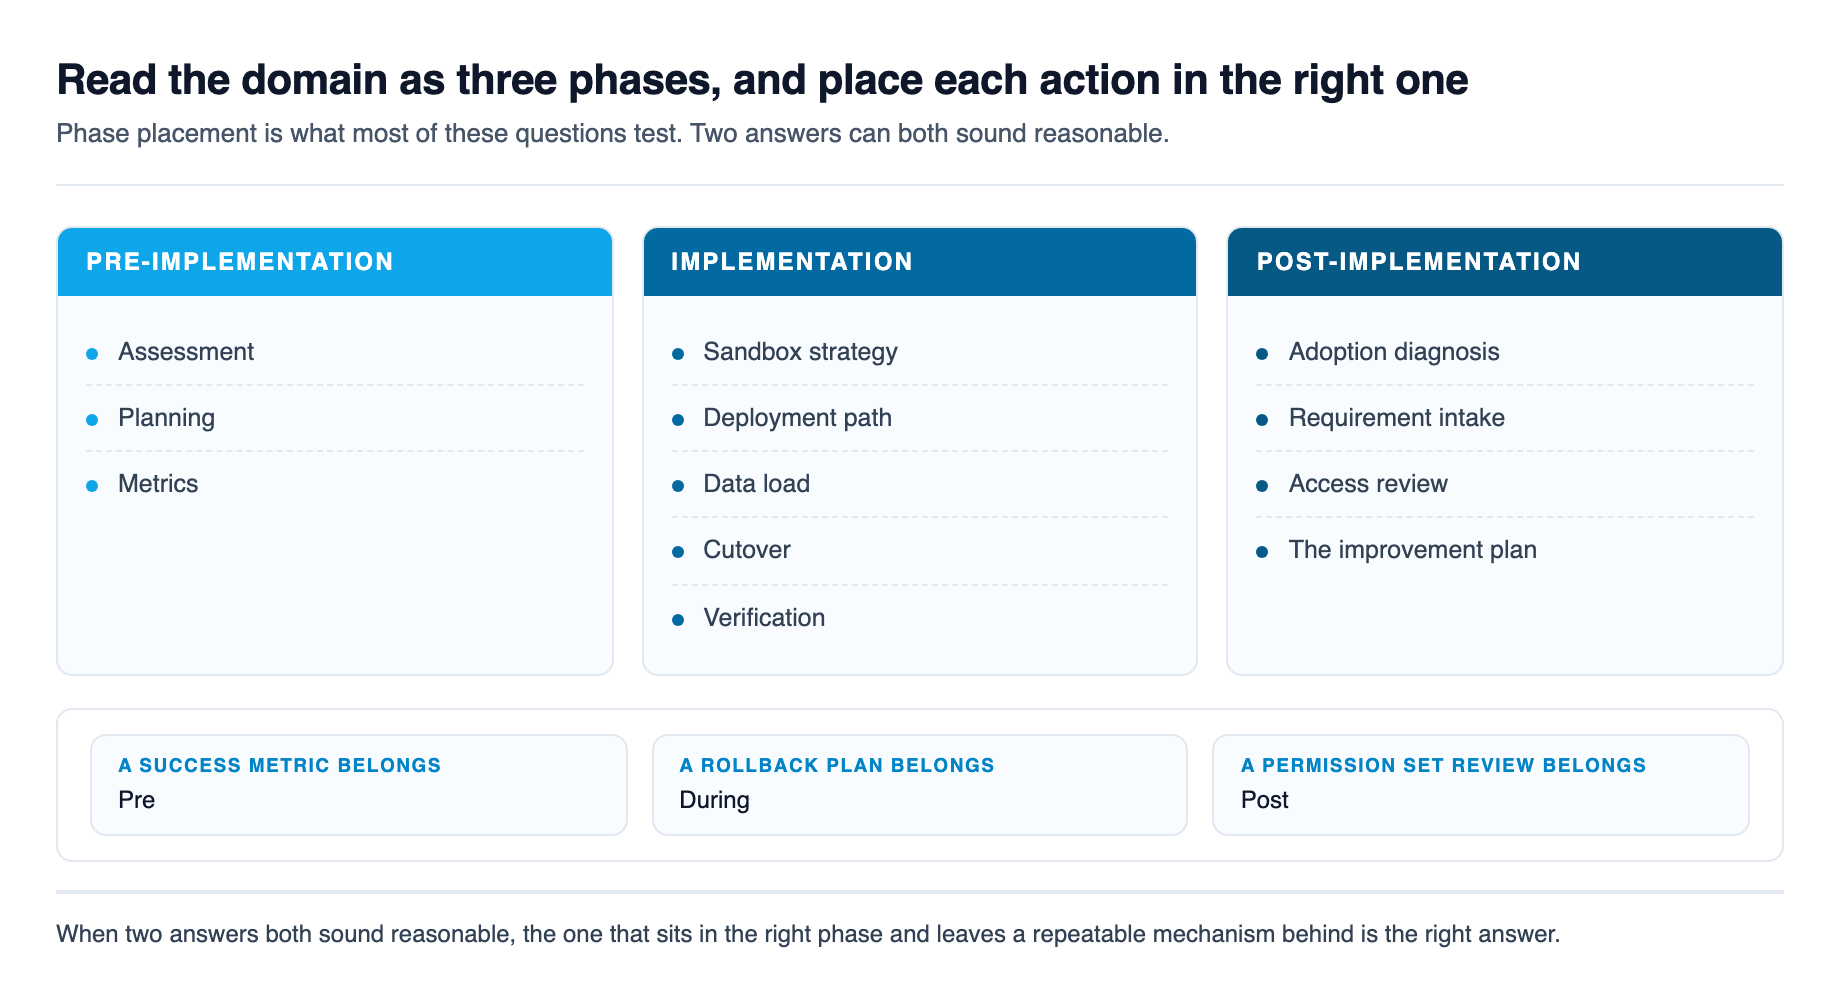 Read the domain as three phases, and place each action in the right one
Phase placement is what most of these questions test. Two answers can both sound reasonable.
PRE-IMPLEMENTATION
Assessment
Planning
Metrics
IMPLEMENTATION
Sandbox strategy
Deployment path
Data load
Cutover
Verification
POST-IMPLEMENTATION
Adoption diagnosis
Requirement intake
Access review
The improvement plan
A SUCCESS METRIC BELONGS
Pre
A ROLLBACK PLAN BELONGS
During
A PERMISSION SET REVIEW BELONGS
Post
When two answers both sound reasonable, the one that sits in the right phase and leaves a repeatable mechanism behind is the right answer.